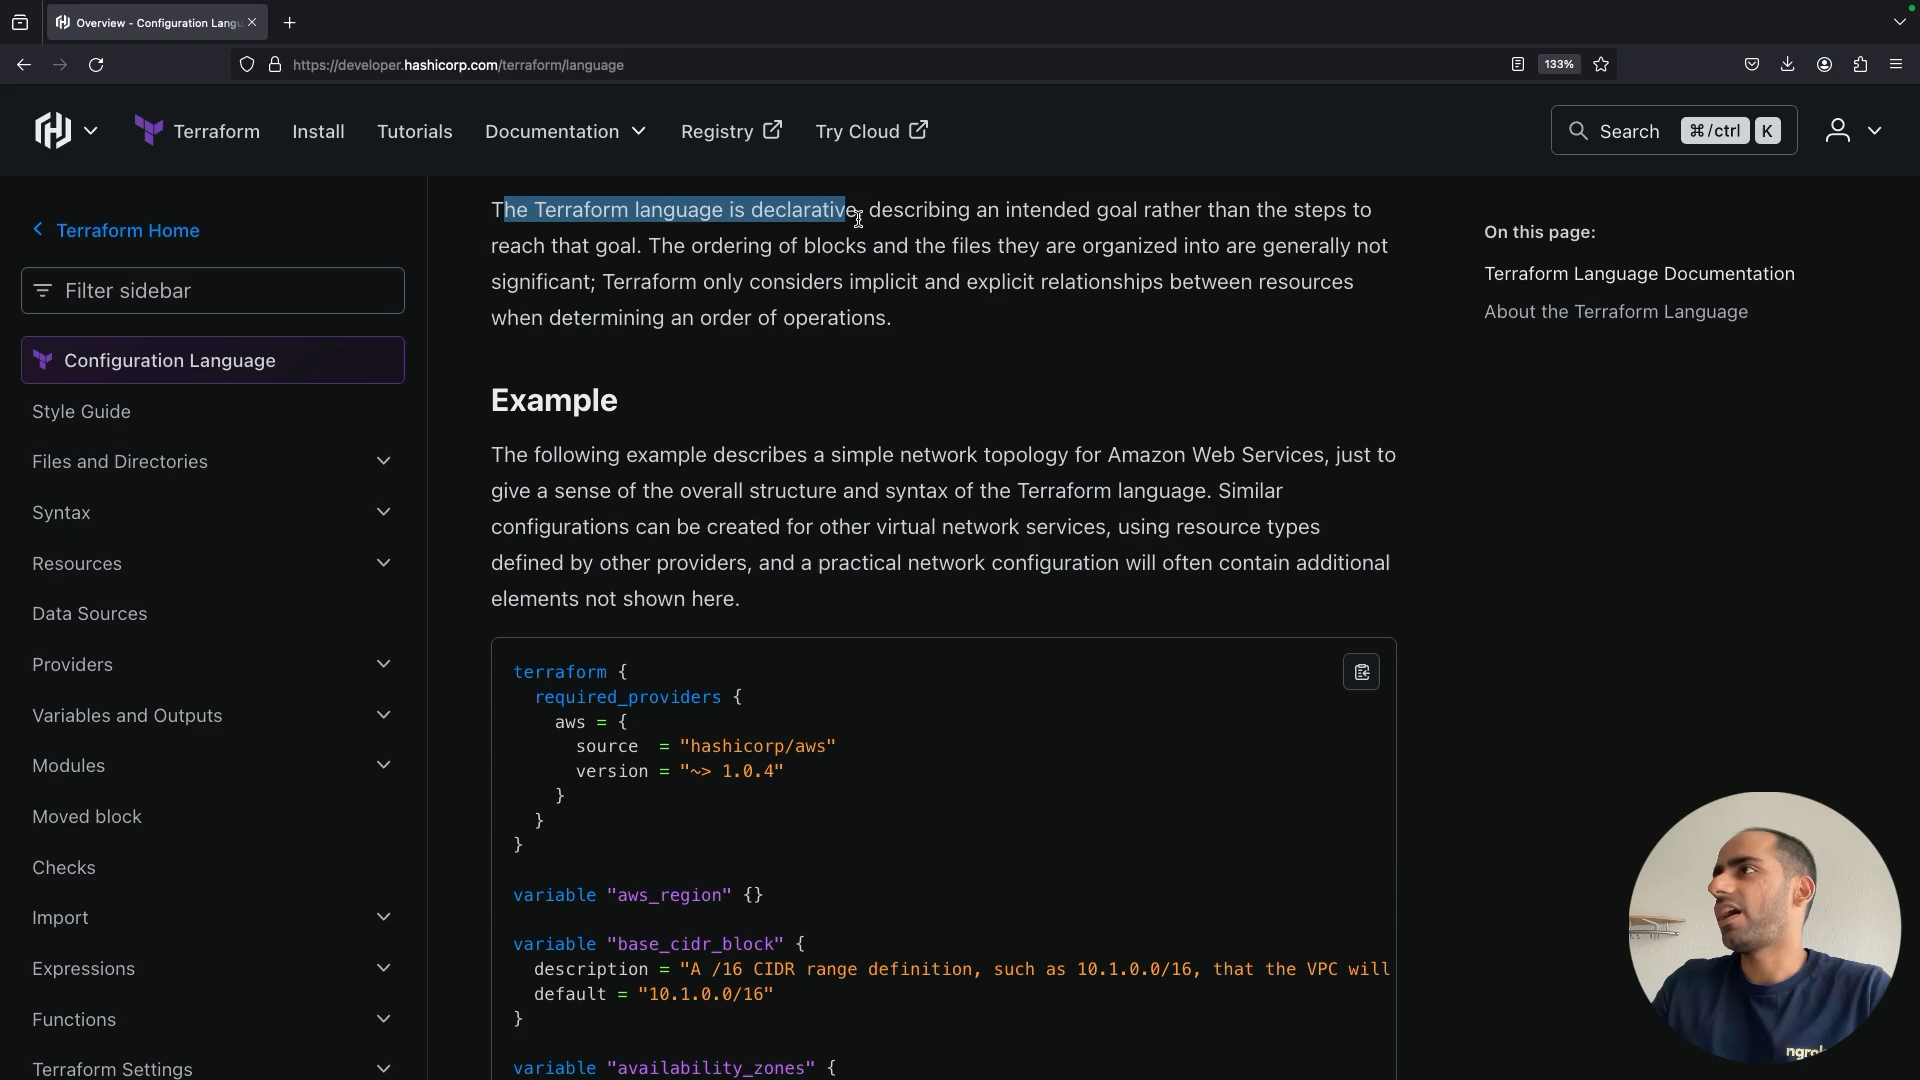 Overview - Configuration Langu
https://developer.hashicorp.com/terraform/language
133%
Terraform
Install
Tutorials
Documentation
Registry
Try Cloud
Search
⌘/ctrl
K
Terraform Home
Filter sidebar
Configuration Language
Style Guide
Files and Directories
Syntax
Resources
Data Sources
Providers
Variables and Outputs
Modules
Moved block
Checks
Import
Expressions
Functions
Terraform Settings
The Terraform language is declarative, describing an intended goal rather than the steps to
reach that goal. The ordering of blocks and the files they are organized into are generally not
significant; Terraform only considers implicit and explicit relationships between resources
when determining an order of operations.
Example
The following example describes a simple network topology for Amazon Web Services, just to
give a sense of the overall structure and syntax of the Terraform language. Similar
configurations can be created for other virtual network services, using resource types
defined by other providers, and a practical network configuration will often contain additional
elements not shown here.
terraform {
  required_providers {
    aws = {
      source  = "hashicorp/aws"
      version = "~> 1.0.4"
    }
  }
}
variable "aws_region" {}
variable "base_cidr_block" {
  description = "A /16 CIDR range definition, such as 10.1.0.0/16, that the VPC will
  default = "10.1.0.0/16"
}
variable "availability_zones" {
On this page:
Terraform Language Documentation
About the Terraform Language